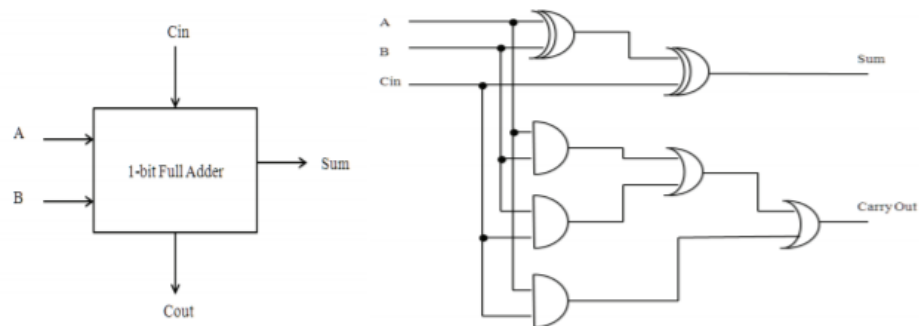 Cin
A
B
1-bit Full Adder
Sum
Cout
A
B
Cin
Sum
Carry Out